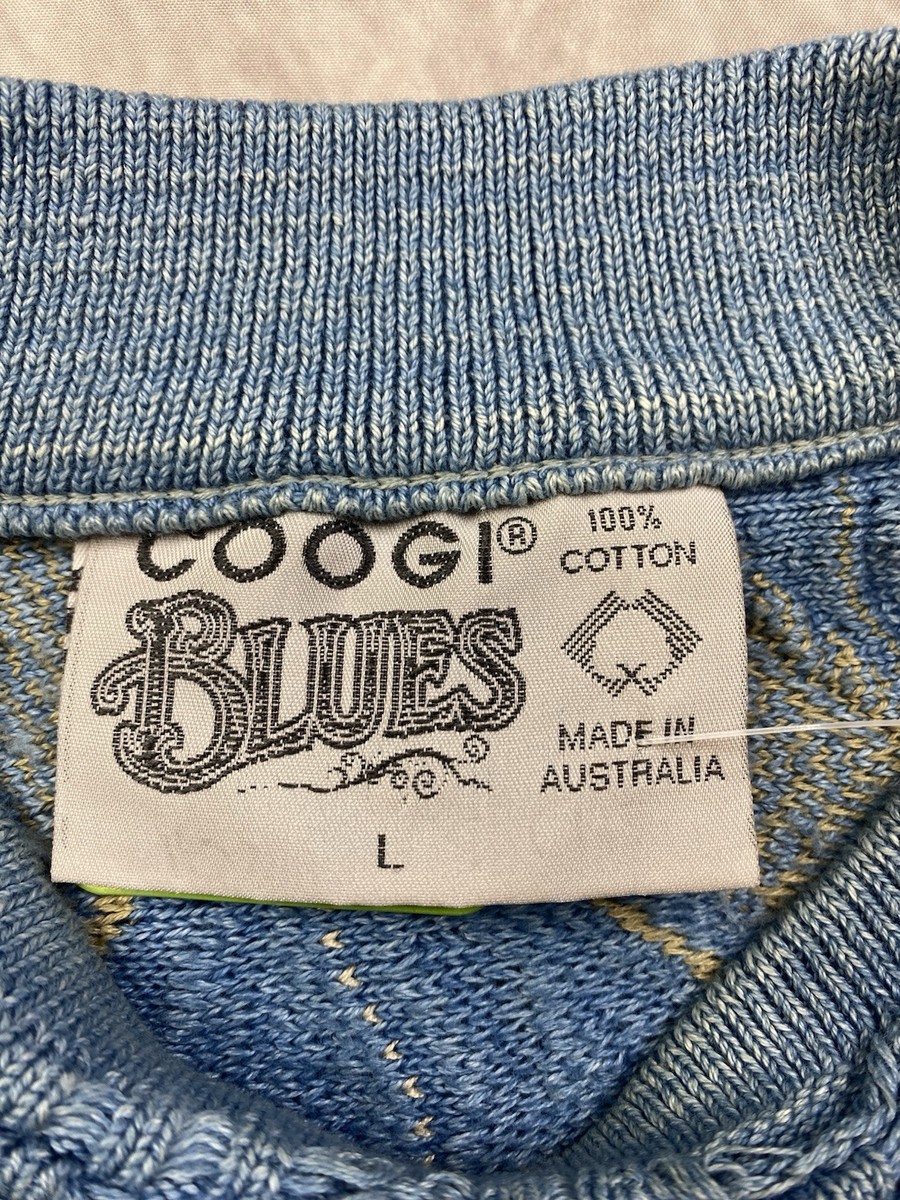 COOGI®
BLUES
L
100%
COTTON
MADE IN
AUSTRALIA